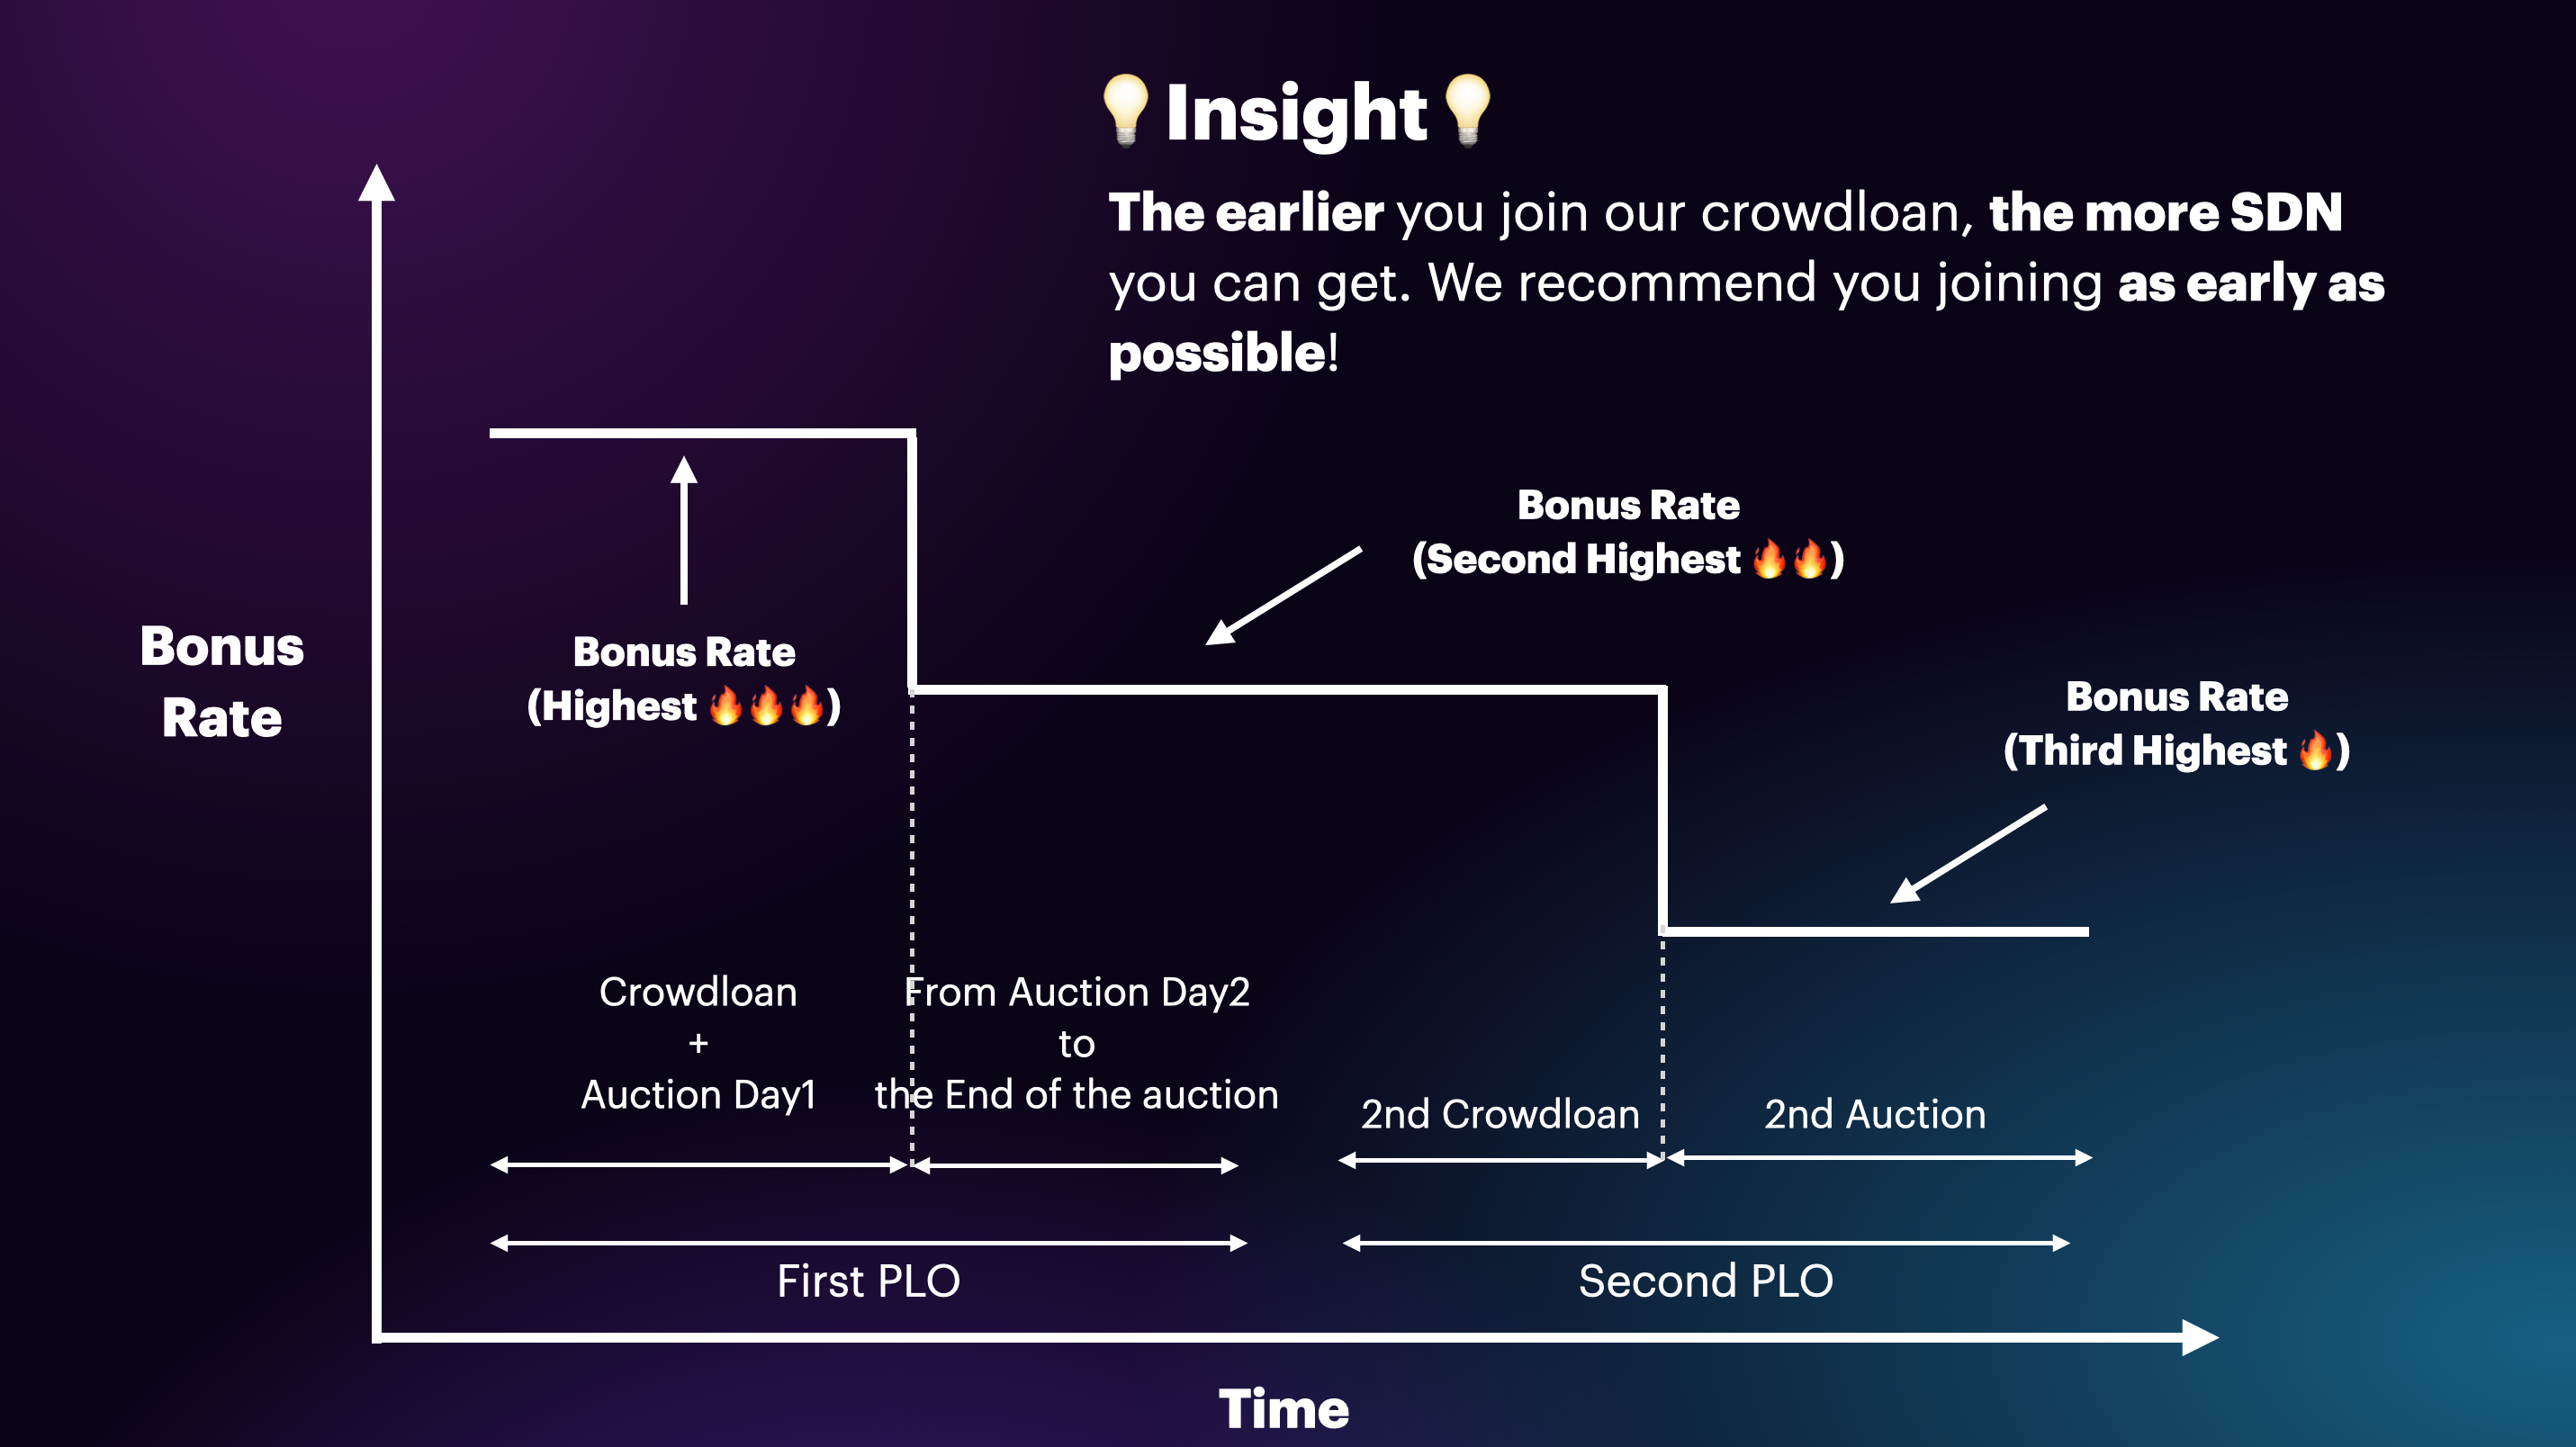 💡 Insight 💡
The earlier you join our crowdloan, the more SDN
you can get. We recommend you joining as early as
possible!
Bonus
Rate
Bonus Rate
(Highest 🔥🔥🔥)
Bonus Rate
(Second Highest 🔥🔥)
Bonus Rate
(Third Highest 🔥)
Crowdloan
+
Auction Day1
From Auction Day2
to
the End of the auction
2nd Crowdloan
2nd Auction
First PLO
Second PLO
Time